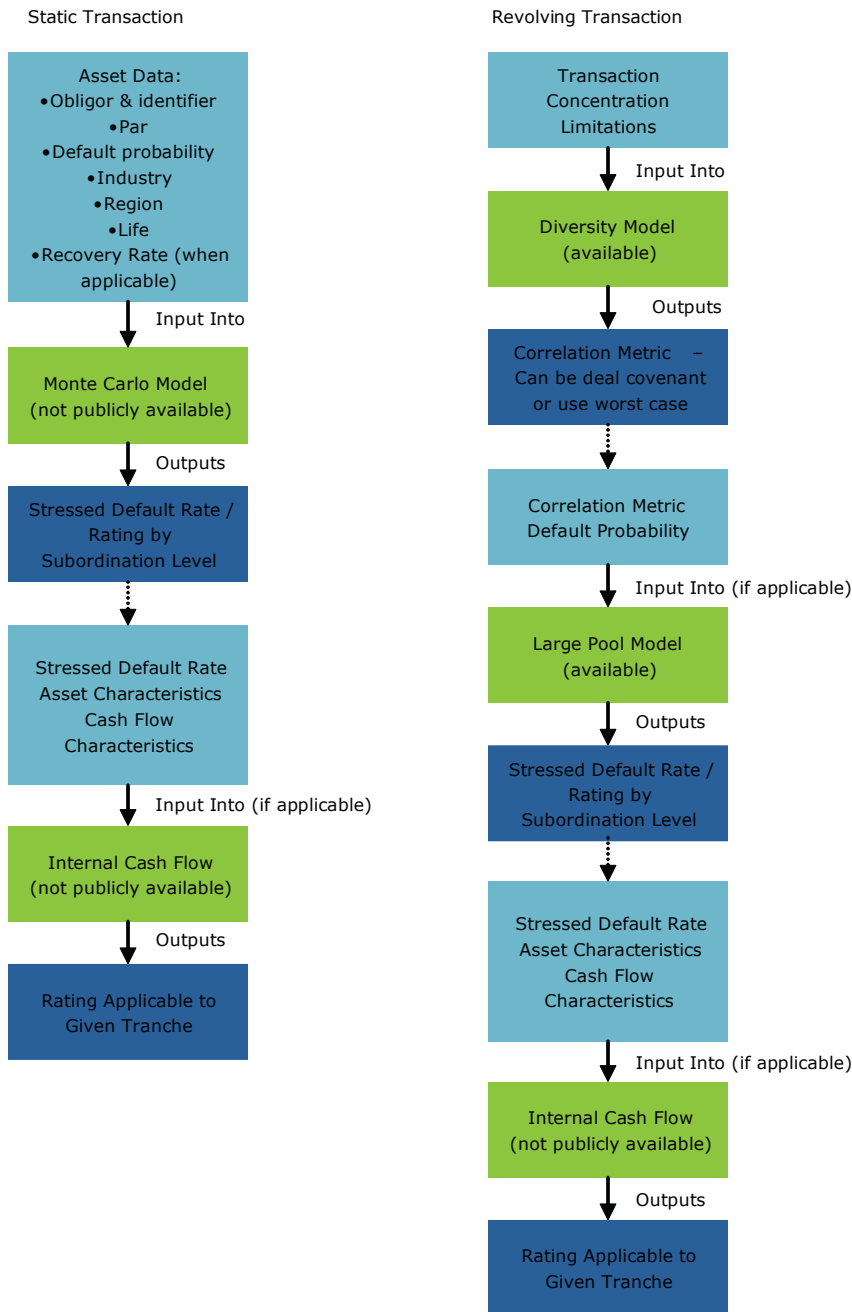 Static Transaction
Asset Data:
•Obligor & identifier
•Par
•Default probability
•Industry
•Region
•Life
•Recovery Rate (when
applicable)
Input Into
Monte Carlo Model
(not publicly available)
Outputs
Stressed Default Rate /
Rating by
Subordination Level
Stressed Default Rate
Asset Characteristics
Cash Flow
Characteristics
Input Into (if applicable)
Internal Cash Flow
(not publicly available)
Outputs
Rating Applicable to
Given Tranche
Revolving Transaction
Transaction
Concentration
Limitations
Input Into
Diversity Model
(available)
Outputs
Correlation Metric –
Can be deal covenant
or use worst case
Correlation Metric
Default Probability
Input Into (if applicable)
Large Pool Model
(available)
Outputs
Stressed Default Rate /
Rating by
Subordination Level
Stressed Default Rate
Asset Characteristics
Cash Flow
Characteristics
Input Into (if applicable)
Internal Cash Flow
(not publicly available)
Outputs
Rating Applicable to
Given Tranche